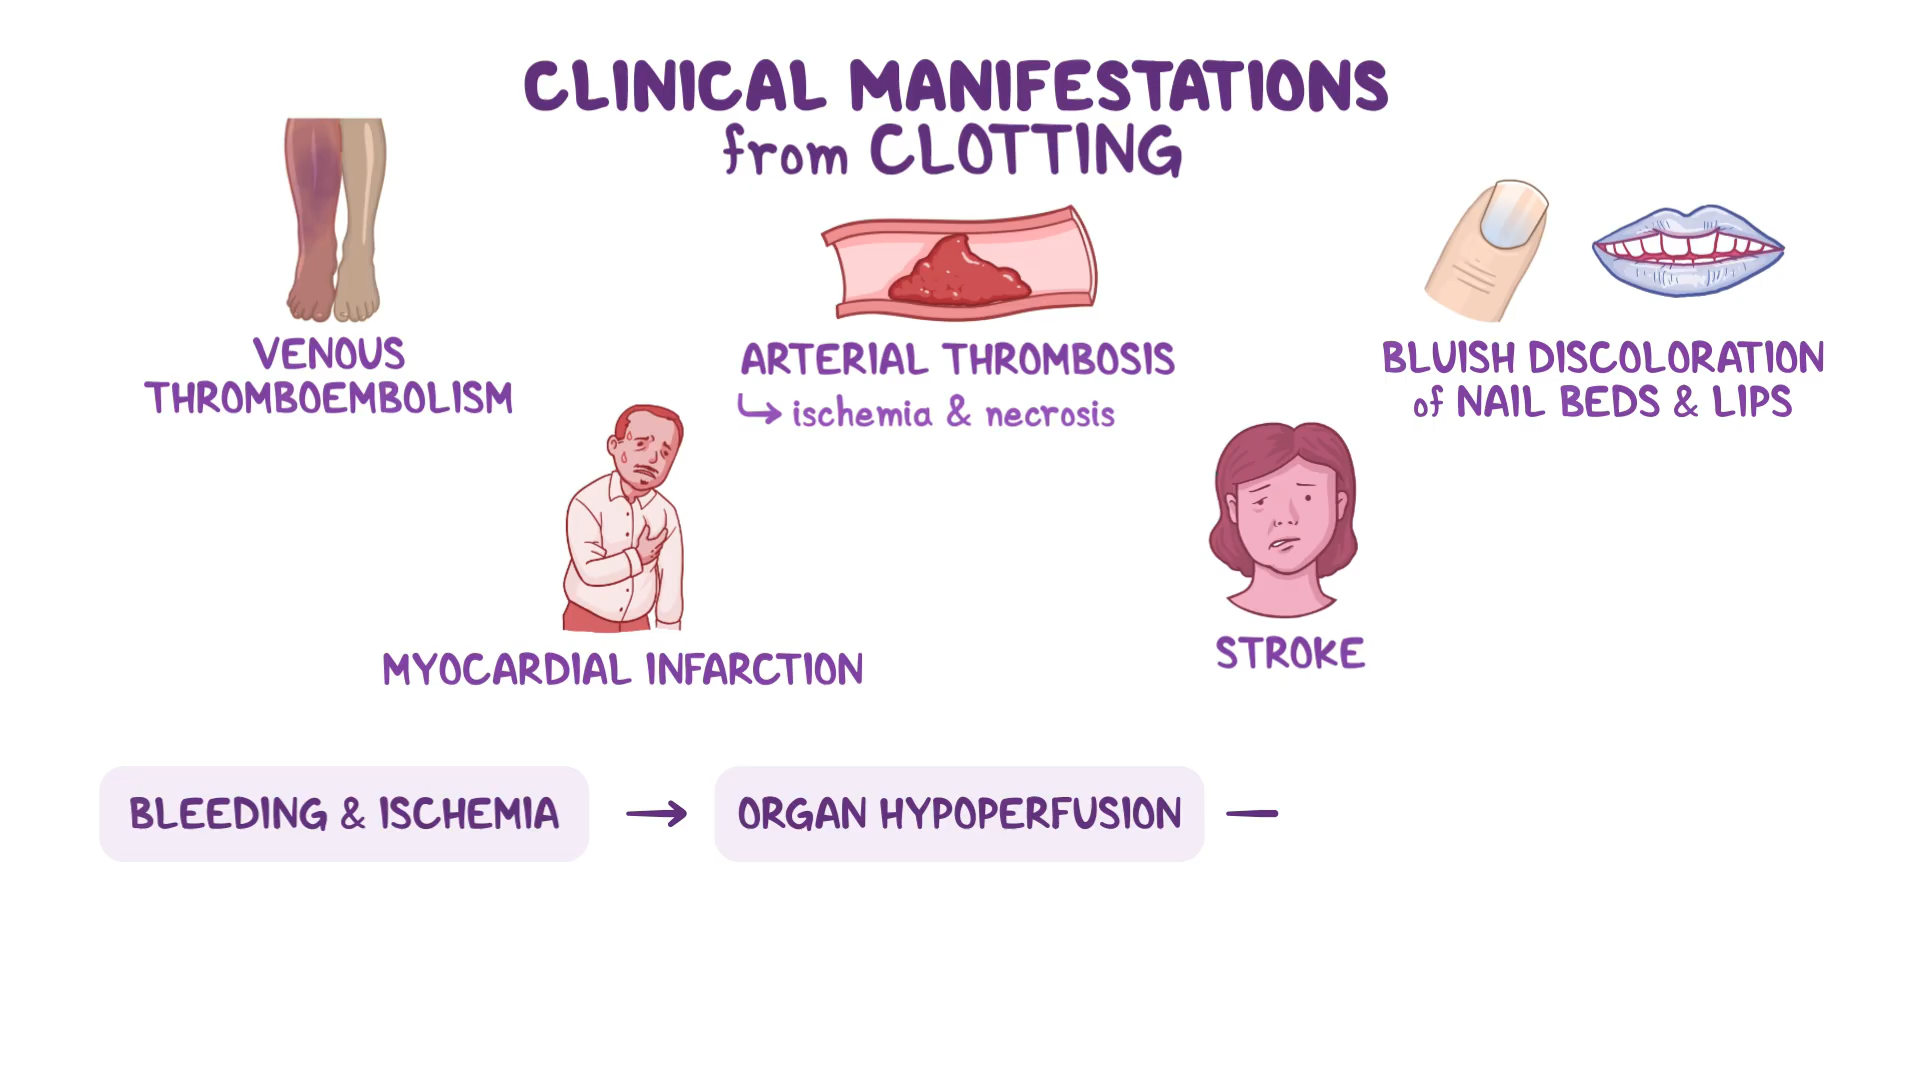 CLINICAL MANIFESTATIONS
from CLOTTING
VENOUS
THROMBOEMBOLISM
ARTERIAL THROMBOSIS
ischemia & necrosis
BLUISH DISCOLORATION
of NAIL BEDS & LIPS
MYOCARDIAL INFARCTION
STROKE
BLEEDING & ISCHEMIA
ORGAN HYPOPERFUSION